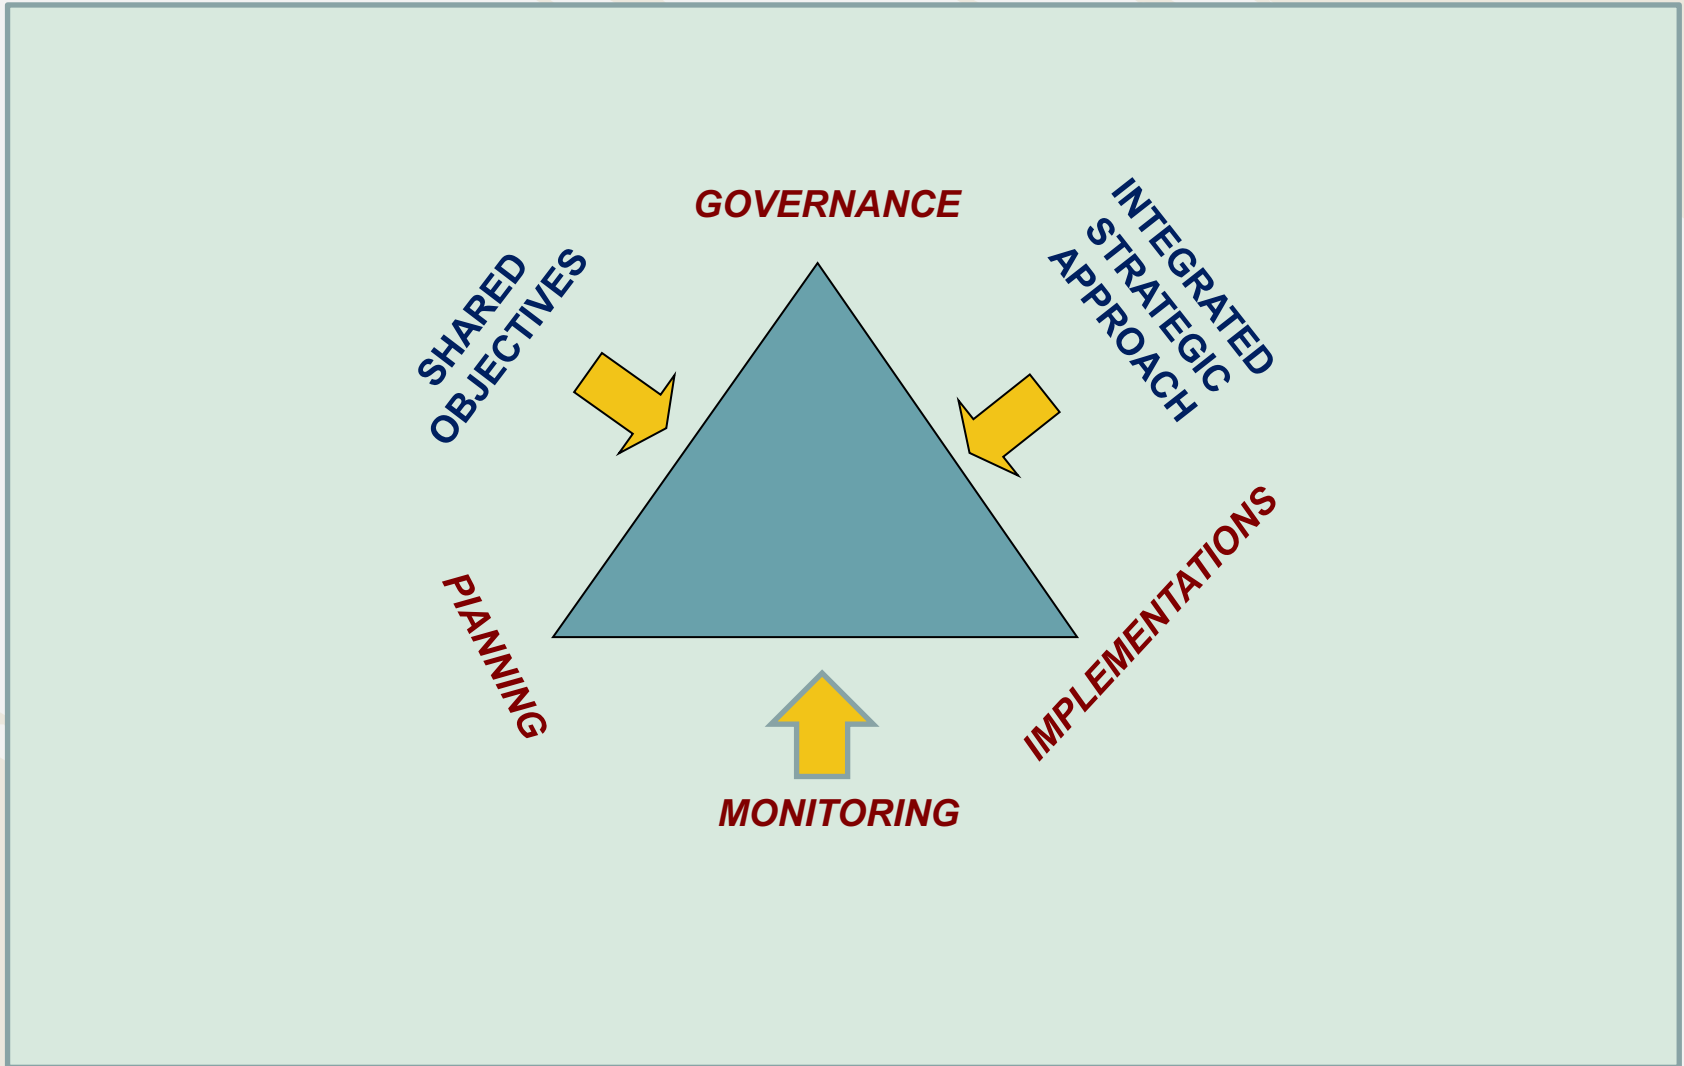 GOVERNANCE
SHARED
OBJECTIVES
INTEGRATED
STRATEGIC
APPROACH
PIANNING
IMPLEMENTATIONS
MONITORING